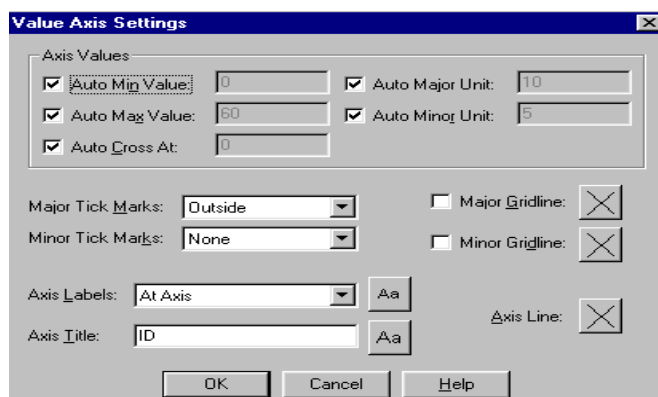 Value Axis Settings
Axis Values
Auto Min Value: 0 Auto Major Unit: 10
Auto Max Value: 60 Auto Minor Unit: 5
Auto Cross At: 0
Major Tick Marks: Outside Major Gridline:
Minor Tick Marks: None Minor Gridline:
Axis Labels: At Axis Aa
Axis Line:
Axis Title: ID Aa
OK Cancel Help